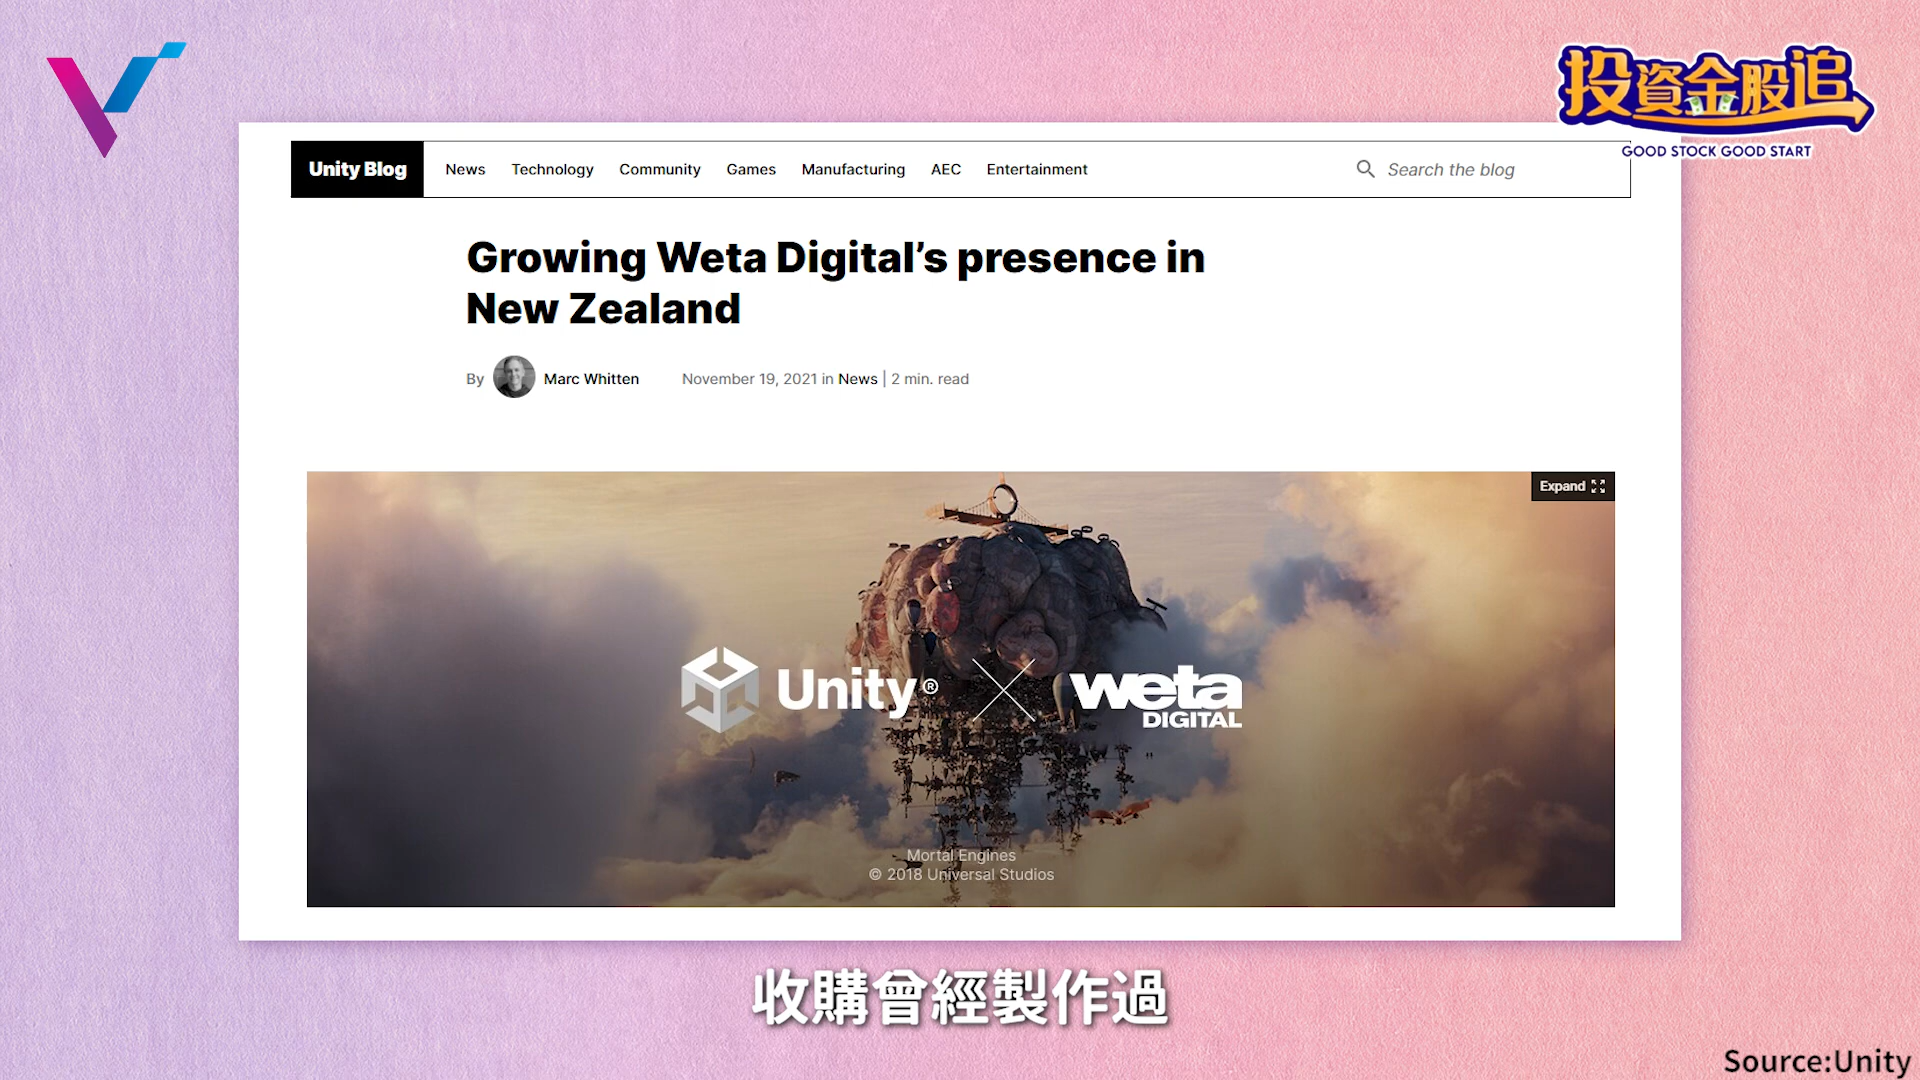 投資金股追
GOOD STOCK GOOD START
Unity Blog News Technology Community Games Manufacturing AEC Entertainment Search the blog
Growing Weta Digital’s presence in
New Zealand
By Marc Whitten November 19, 2021 in News | 2 min. read
Expand
Unity® weta
DIGITAL
Mortal Engines
© 2018 Universal Studios
收購曾經製作過
Source:Unity